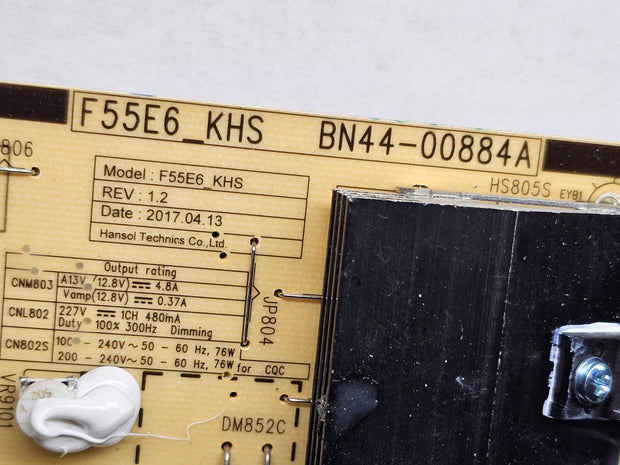 F55E6_KHS BN44-00884A
806
HS805S EYB1
Model : F55E6_KHS
REV : 1.2
Date : 2017.04.13
Hansol Technics Co.,Ltd.
Output rating
CNM803 A13V (12.8V)⎓ 4.8A
Vamp(12.8V)⎓ 0.37A
CNL802 227V ⎓ 1CH 480mA
Duty 100% 300Hz Dimming
CN802S 100 - 240V~ 50 - 60 Hz, 76W
200 - 240V~ 50 - 60 Hz, 76W for CQC
JP804
VR9101
DM852C